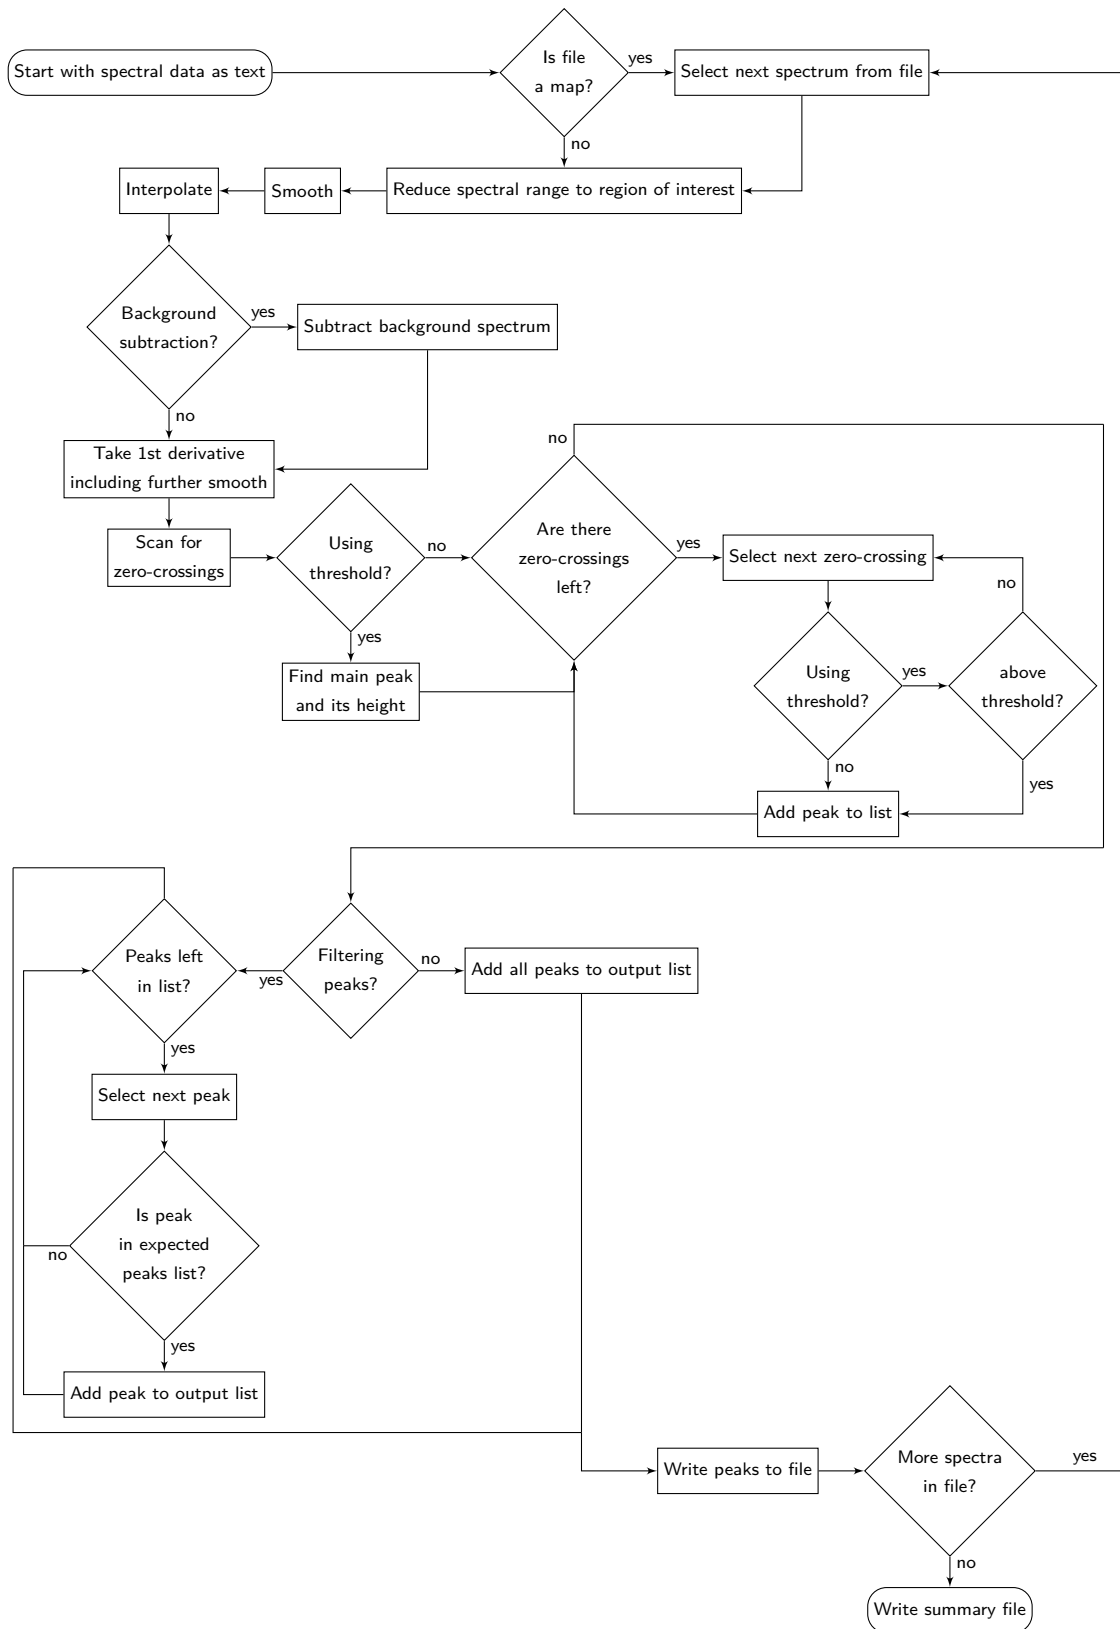 Start with spectral data as text
Is file
a map?
yes
Select next spectrum from file
no
Interpolate
Smooth
Reduce spectral range to region of interest
Background
subtraction?
yes
Subtract background spectrum
no
Take 1st derivative
including further smooth
no
Scan for
zero-crossings
Using
threshold?
no
Are there
zero-crossings
left?
yes
Select next zero-crossing
no
yes
Find main peak
and its height
Using
threshold?
yes
above
threshold?
no
yes
Add peak to list
Peaks left
in list?
yes
Filtering
peaks?
no
Add all peaks to output list
yes
Select next peak
Is peak
in expected
peaks list?
no
yes
Add peak to output list
Write peaks to file
More spectra
in file?
yes
no
Write summary file